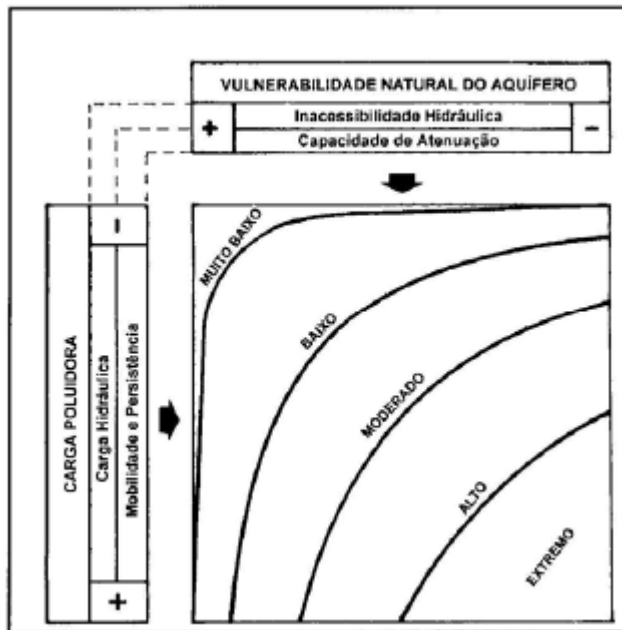 VULNERABILIDADE NATURAL DO AQUÍFERO
+
Inacessibilidade Hidráulica
Capacidade de Atenuação
-
CARGA POLUIDORA
-
Carga Hidráulica
Mobilidade e Persistência
+
MUITO BAIXO
BAIXO
MODERADO
ALTO
EXTREMO